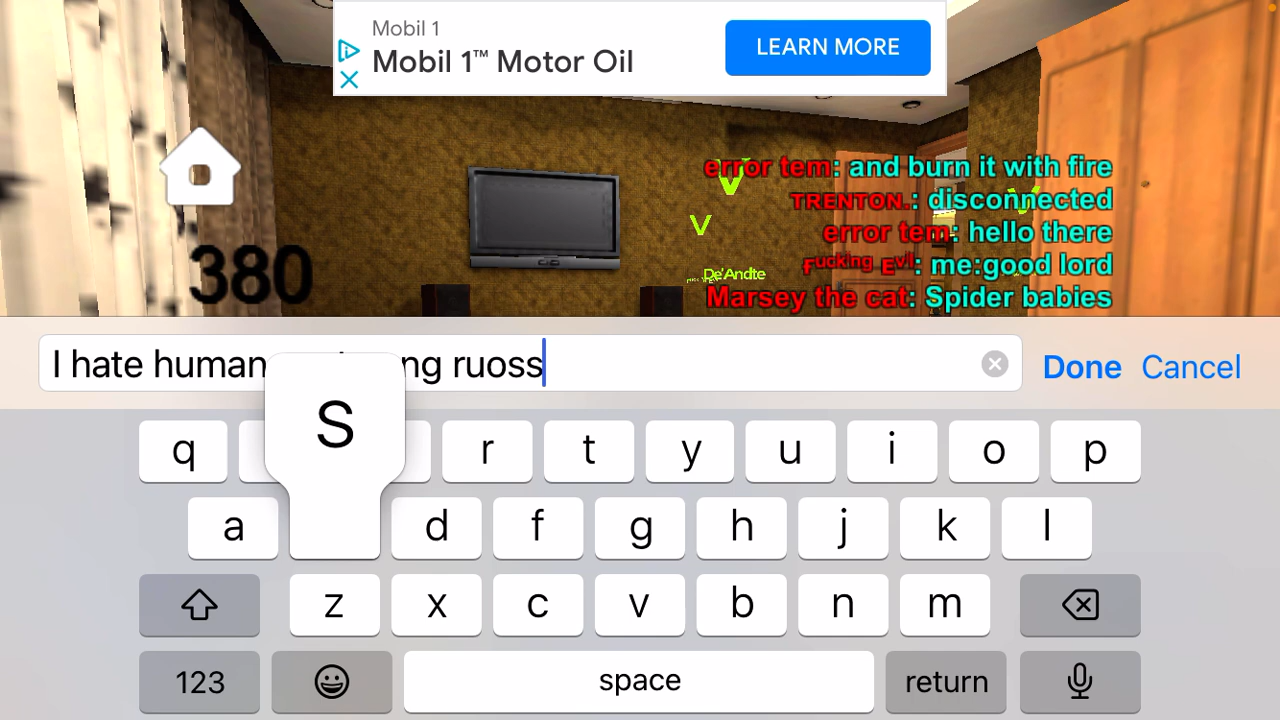 Mobil 1
Mobil 1™ Motor Oil
LEARN MORE
error tem: and burn it with fire
TRENTON.: disconnected
error tem: hello there
Fucking Evil: me:good lord
Marsey the cat: Spider babies
V
V
De'Andte
380
I hate human ng ruoss
Done
Cancel
S
q r t y u i o p
a d f g h j k l
z x c v b n m
123
space
return